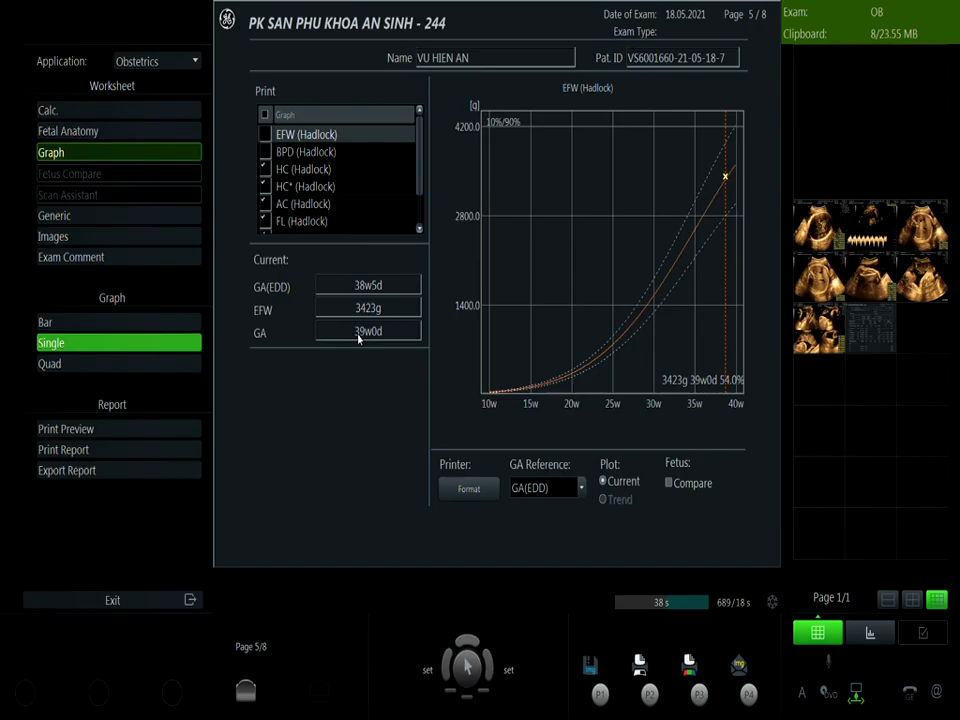 PK SAN PHU KHOA AN SINH - 244
Date of Exam: 18.05.2021 Page 5 / 8
Exam Type:
Exam: OB
Clipboard: 8/23.55 MB
Name VU HIEN AN Pat. ID VS6001660-21-05-18-7
Application: Obstetrics
Worksheet
Calc.
Fetal Anatomy
Graph
Fetus Compare
Scan Assistant
Generic
Images
Exam Comment
Graph
Bar
Single
Quad
Report
Print Preview
Print Report
Export Report
Exit
Print
Graph
EFW (Hadlock)
BPD (Hadlock)
HC (Hadlock)
HC* (Hadlock)
AC (Hadlock)
FL (Hadlock)
Current:
GA(EDD) 38w5d
EFW 3423g
GA 39w0d
EFW (Hadlock)
[g]
10%/90%
4200.0
2800.0
1400.0
3423g 39w0d 54.0%
10w 15w 20w 25w 30w 35w 40w
Printer: GA Reference: Plot: Fetus:
Format GA(EDD) Current Compare
Trend
38 s 689/18 s
Page 1/1
Page 5/8
set set
P1 P2 P3 P4
A DVD @